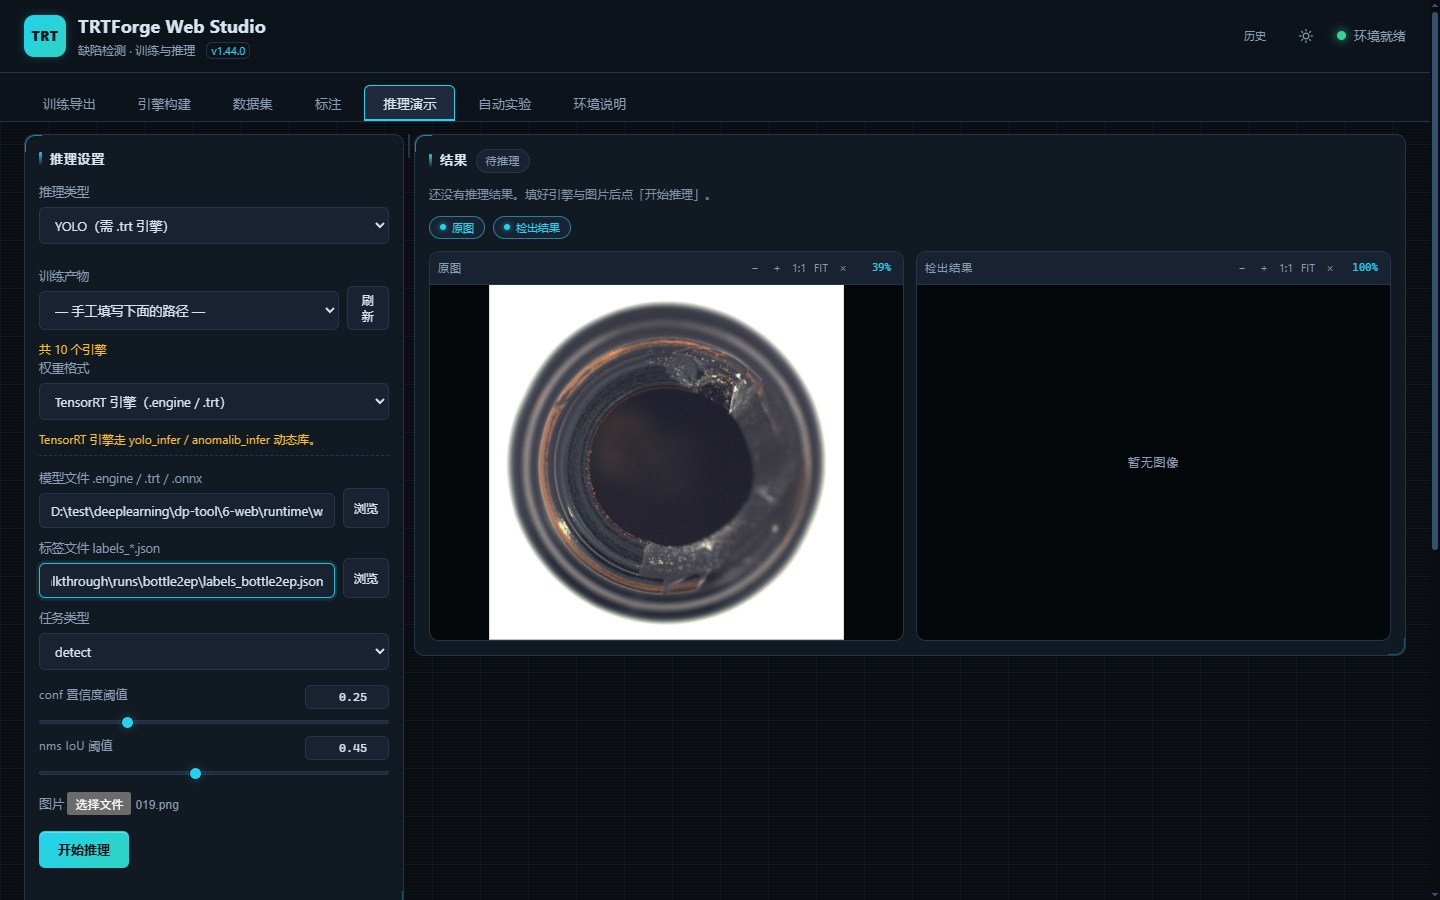 TRT
TRTForge Web Studio
缺陷检测 · 训练与推理 v1.44.0
历史
环境就绪
训练导出 引擎构建 数据集 标注 推理演示 自动实验 环境说明
推理设置
推理类型
YOLO（需 .trt 引擎）
训练产物
— 手工填写下面的路径 —
刷新
共 10 个引擎
权重格式
TensorRT 引擎（.engine / .trt）
TensorRT 引擎走 yolo_infer / anomalib_infer 动态库。
模型文件 .engine / .trt / .onnx
D:\test\deeplearning\dp-tool\6-web\runtime\w
浏览
标签文件 labels_*.json
lkthrough\runs\bottle2ep\labels_bottle2ep.json
浏览
任务类型
detect
conf 置信度阈值 0.25
nms IoU 阈值 0.45
图片 选择文件 019.png
开始推理
结果 待推理
还没有推理结果。填好引擎与图片后点「开始推理」。
原图 检出结果
原图 − + 1:1 FIT × 39%
检出结果 − + 1:1 FIT × 100%
暂无图像